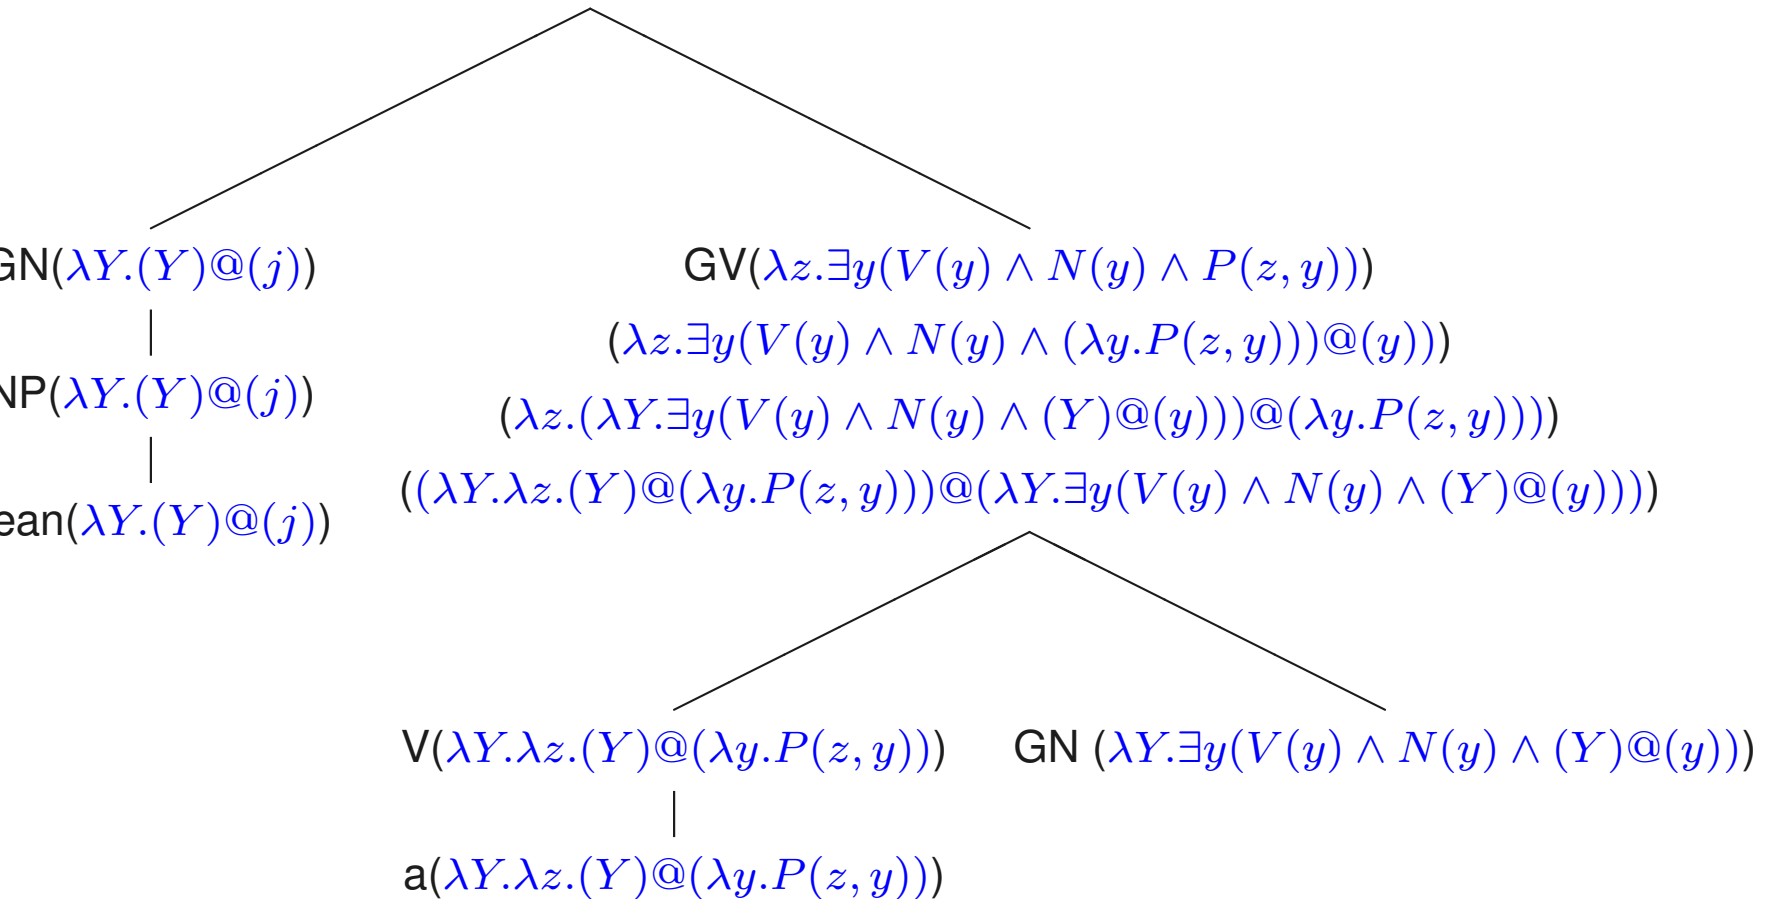 GN(λY.(Y)@(j)) GV(λz.∃y(V(y) ∧ N(y) ∧ P(z, y)))
(λz.∃y(V(y) ∧ N(y) ∧ (λy.P(z, y)))@(y))
NP(λY.(Y)@(j)) (λz.(λY.∃y(V(y) ∧ N(y) ∧ (Y)@(y)))@(λy.P(z, y)))
((λY.λz.(Y)@(λy.P(z, y)))@(λY.∃y(V(y) ∧ N(y) ∧ (Y)@(y))))
ean(λY.(Y)@(j))
V(λY.λz.(Y)@(λy.P(z, y))) GN (λY.∃y(V(y) ∧ N(y) ∧ (Y)@(y)))
a(λY.λz.(Y)@(λy.P(z, y)))